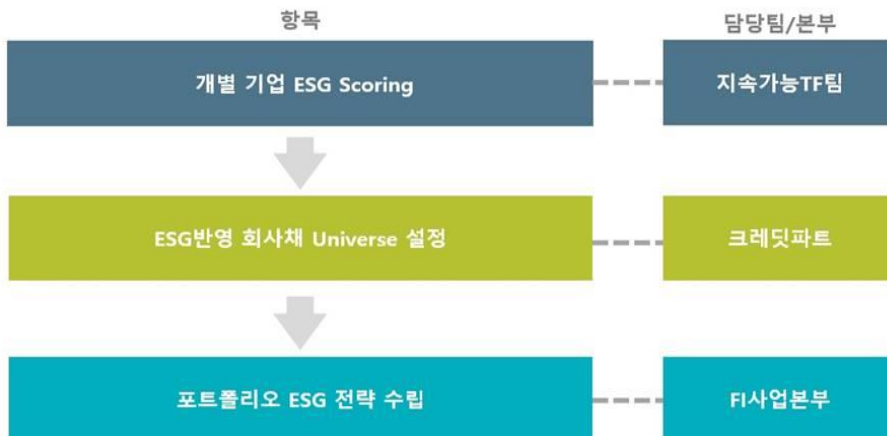 항목
담당팀/본부
개별 기업 ESG Scoring
지속가능TF팀
ESG반영 회사채 Universe 설정
크레딧파트
포트폴리오 ESG 전략 수립
FI사업본부